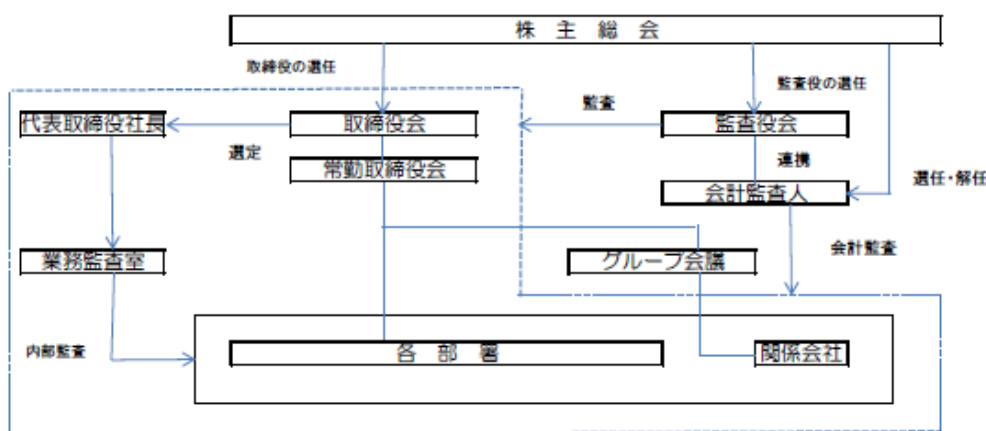 株 主 総 会
取締役の選任
監査役の選任
監査
代表取締役社長
取締役会
監査役会
選定
連携
常勤取締役会
会計監査人
選任・解任
業務監査室
グループ会議
会計監査
内部監査
各 部 署
関係会社